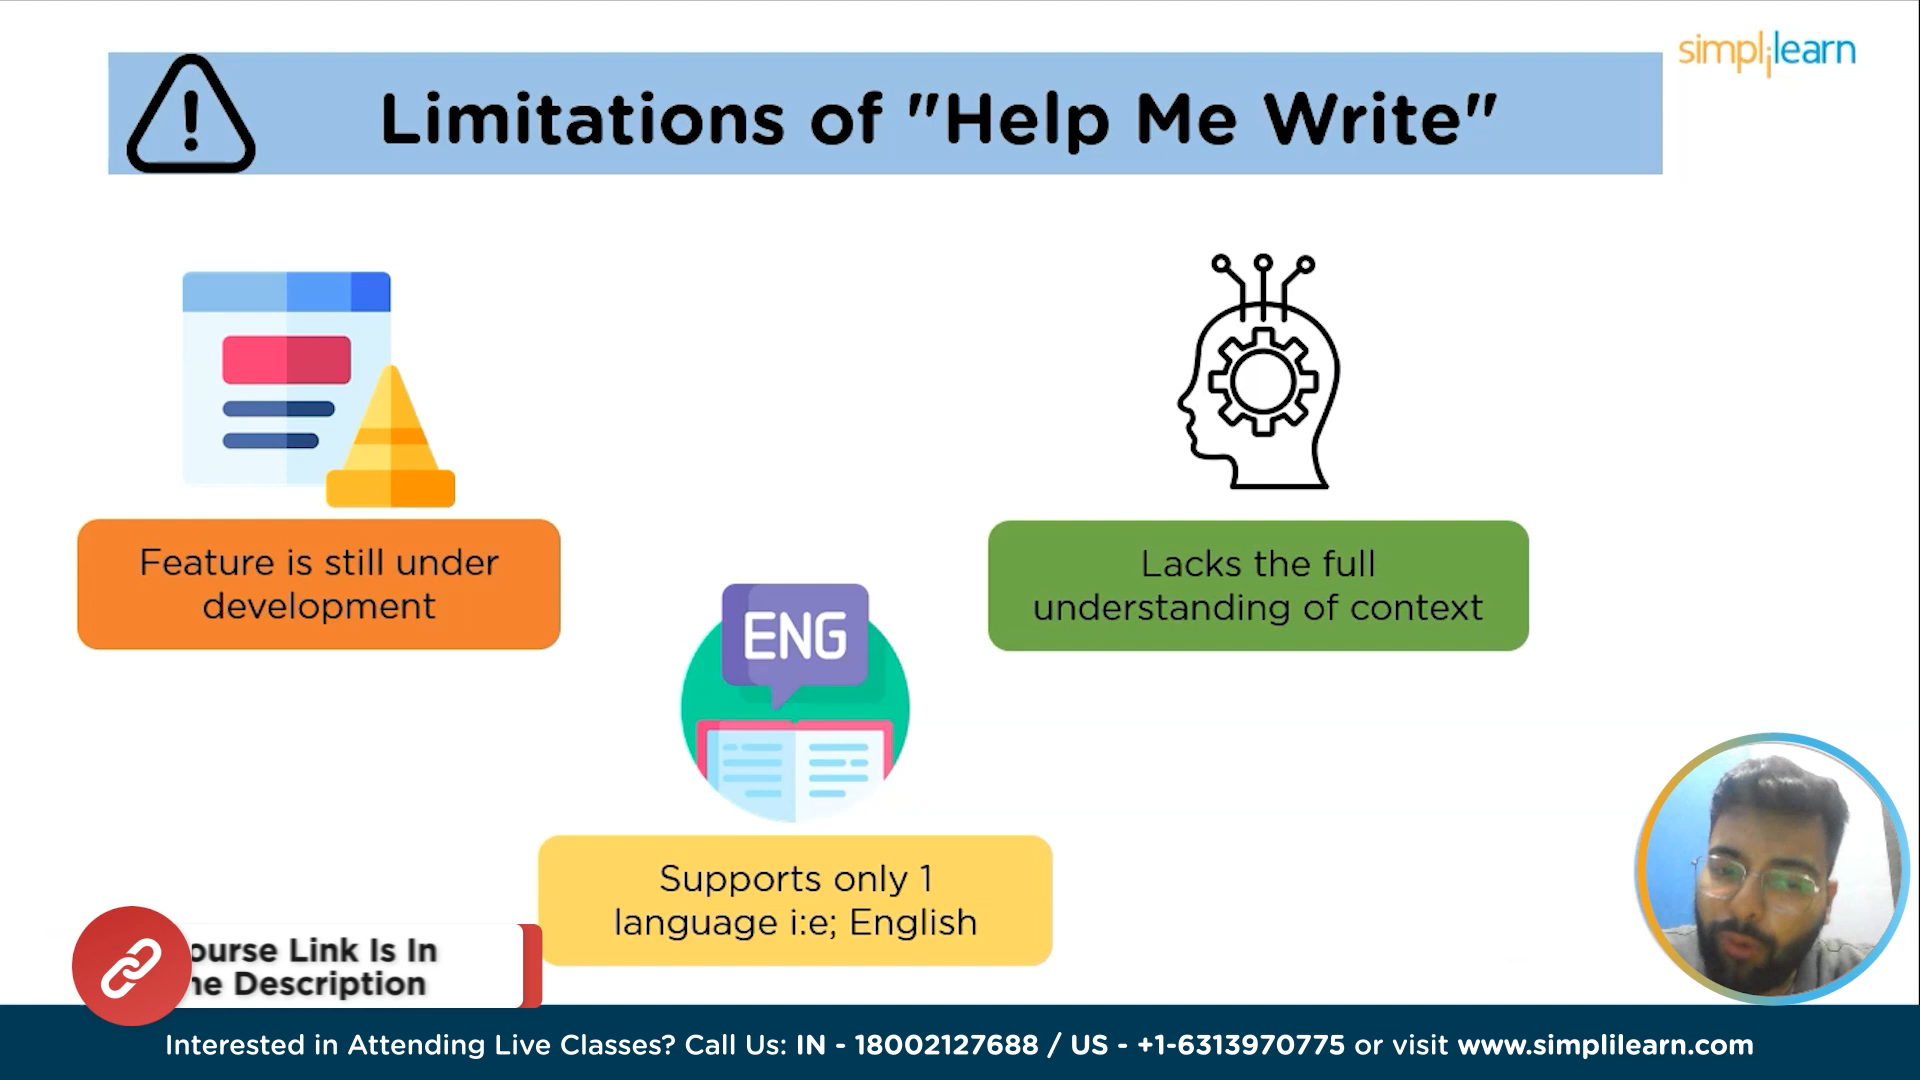 simplilearn
Limitations of "Help Me Write"
Feature is still under
development
Lacks the full
understanding of context
ENG
Supports only 1
language i:e; English
ourse Link Is In
he Description
Interested in Attending Live Classes? Call Us: IN - 18002127688 / US - +1-6313970775 or visit www.simplilearn.com